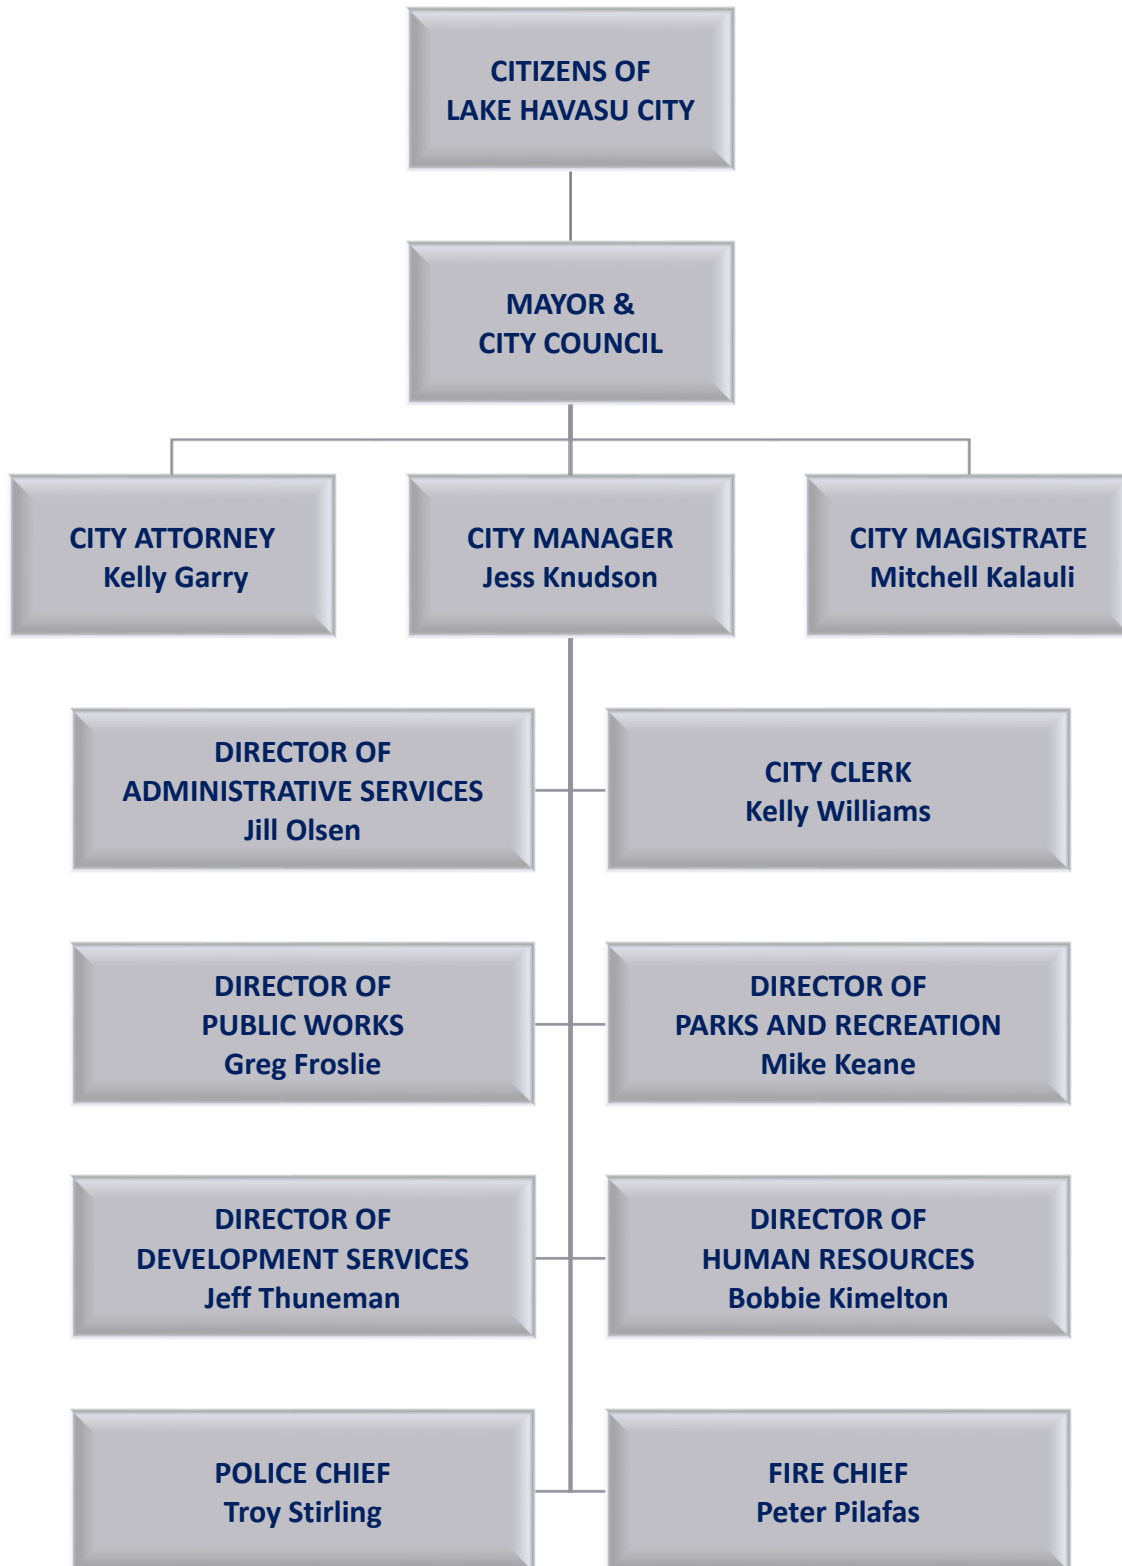 CITIZENS OF
LAKE HAVASU CITY
MAYOR &
CITY COUNCIL
CITY ATTORNEY
Kelly Garry
CITY MANAGER
Jess Knudson
CITY MAGISTRATE
Mitchell Kalauli
DIRECTOR OF
ADMINISTRATIVE SERVICES
Jill Olsen
CITY CLERK
Kelly Williams
DIRECTOR OF
PUBLIC WORKS
Greg Froslie
DIRECTOR OF
PARKS AND RECREATION
Mike Keane
DIRECTOR OF
DEVELOPMENT SERVICES
Jeff Thuneman
DIRECTOR OF
HUMAN RESOURCES
Bobbie Kimelton
POLICE CHIEF
Troy Stirling
FIRE CHIEF
Peter Pilafas